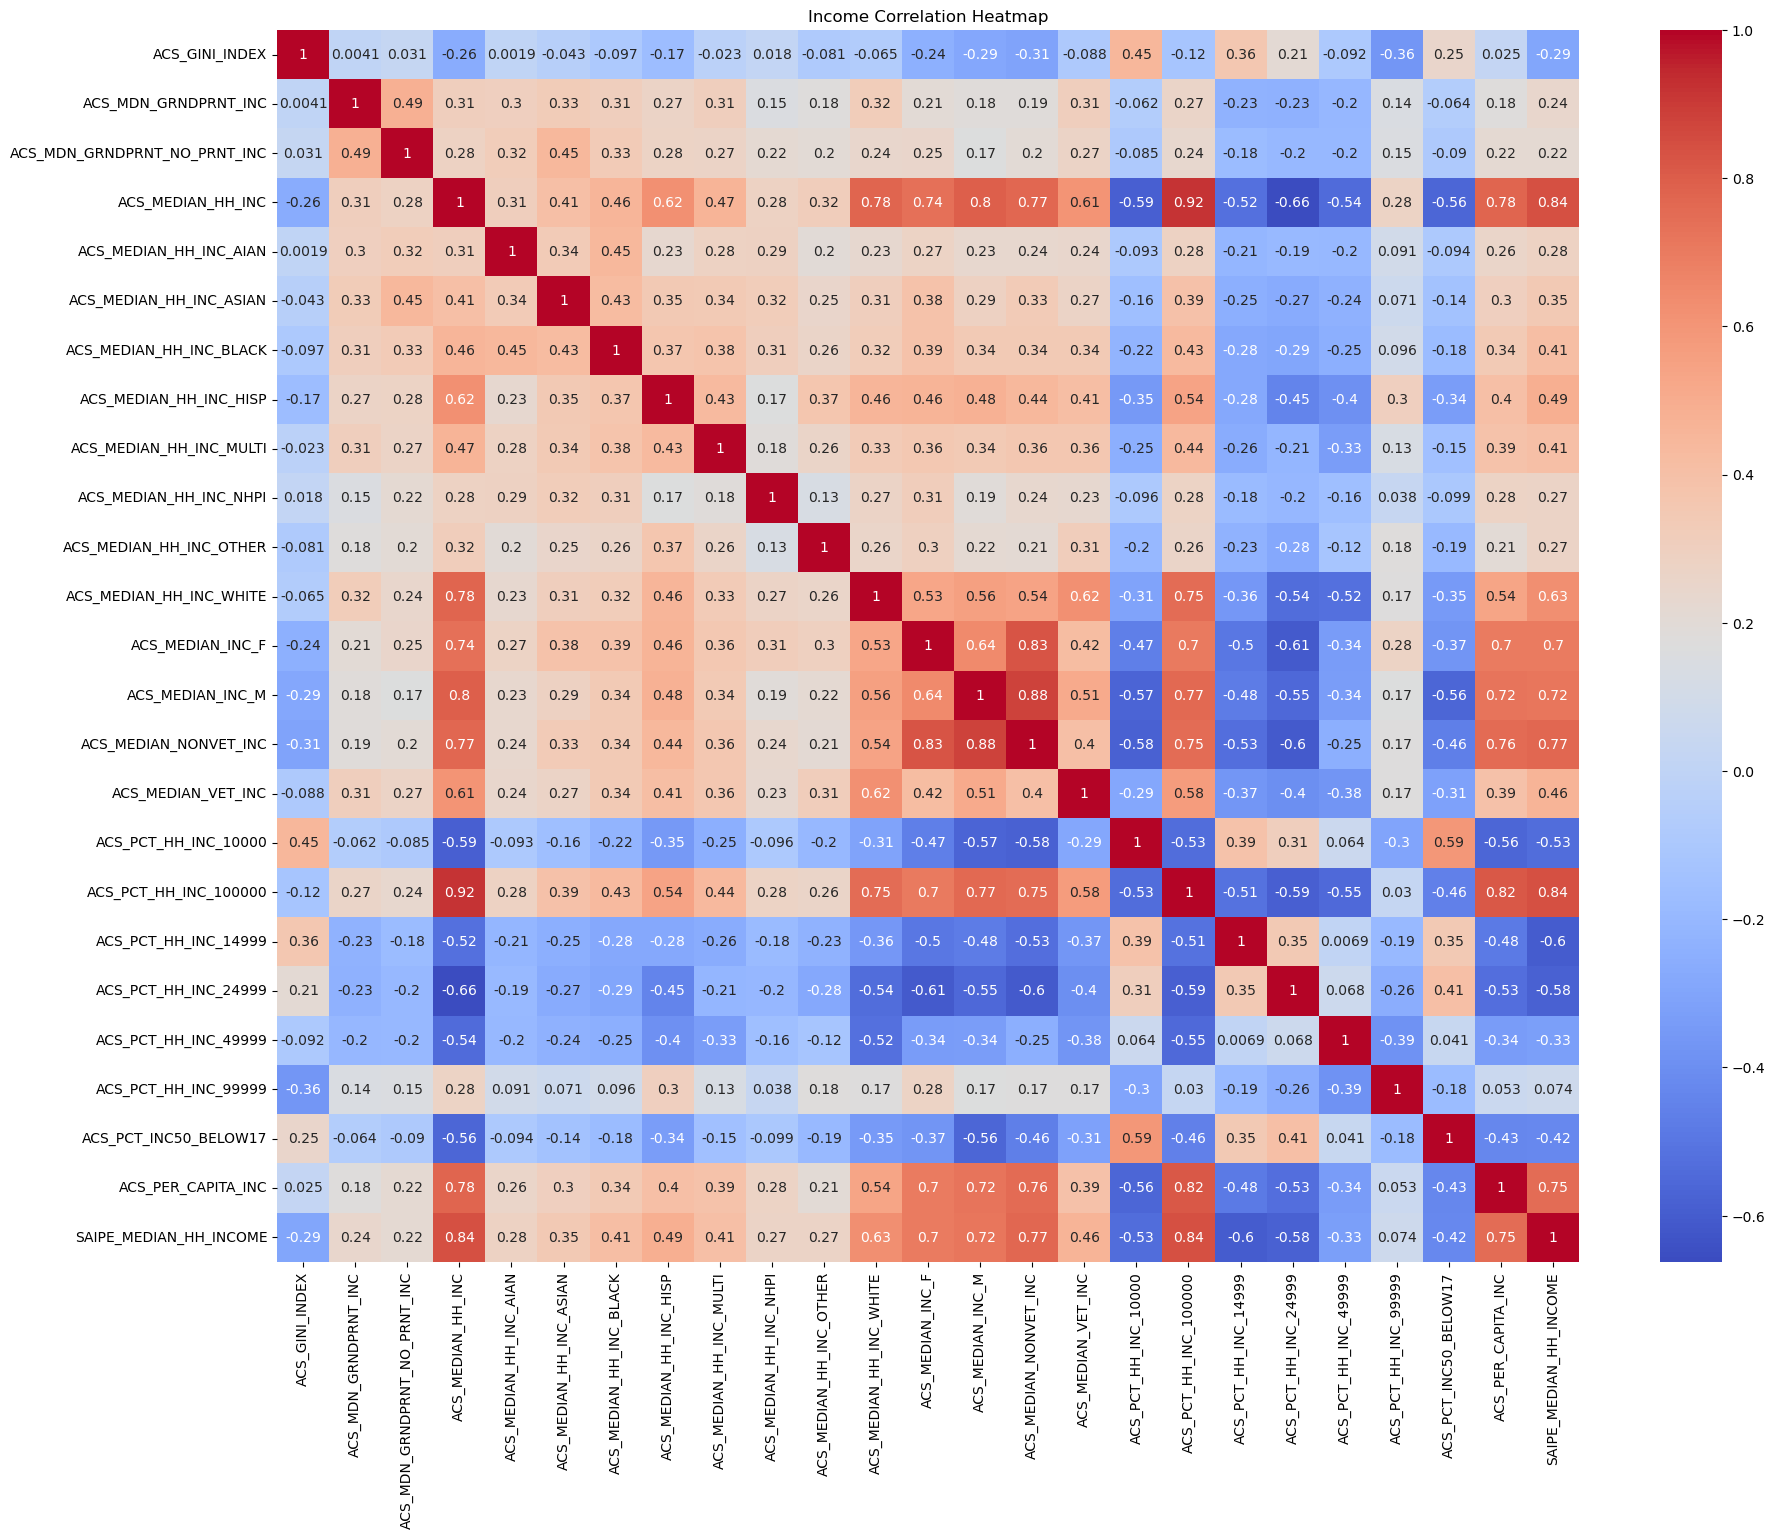 Income Correlation Heatmap
ACS_GINI_INDEX 1 0.0041 0.031 -0.26 0.0019 -0.043 -0.097 -0.17 -0.023 0.018 -0.081 -0.065 -0.24 -0.29 -0.31 -0.088 0.45 -0.12 0.36 0.21 -0.092 -0.36 0.25 0.025 -0.29
ACS_MDN_GRNDPRNT_INC 0.0041 1 0.49 0.31 0.3 0.33 0.31 0.27 0.31 0.15 0.18 0.32 0.21 0.18 0.19 0.31 -0.062 0.27 -0.23 -0.23 -0.2 0.14 -0.064 0.18 0.24
ACS_MDN_GRNDPRNT_NO_PRNT_INC 0.031 0.49 1 0.28 0.32 0.45 0.33 0.28 0.27 0.22 0.2 0.24 0.25 0.17 0.2 0.27 -0.085 0.24 -0.18 -0.2 -0.2 0.15 -0.09 0.22 0.22
ACS_MEDIAN_HH_INC -0.26 0.31 0.28 1 0.31 0.41 0.46 0.62 0.47 0.28 0.32 0.78 0.74 0.8 0.77 0.61 -0.59 0.92 -0.52 -0.66 -0.54 0.28 -0.56 0.78 0.84
ACS_MEDIAN_HH_INC_AIAN 0.0019 0.3 0.32 0.31 1 0.34 0.45 0.23 0.28 0.29 0.2 0.23 0.27 0.23 0.24 0.24 -0.093 0.28 -0.21 -0.19 -0.2 0.091 -0.094 0.26 0.28
ACS_MEDIAN_HH_INC_ASIAN -0.043 0.33 0.45 0.41 0.34 1 0.43 0.35 0.34 0.32 0.25 0.31 0.38 0.29 0.33 0.27 -0.16 0.39 -0.25 -0.27 -0.24 0.071 -0.14 0.3 0.35
ACS_MEDIAN_HH_INC_BLACK -0.097 0.31 0.33 0.46 0.45 0.43 1 0.37 0.38 0.31 0.26 0.32 0.39 0.34 0.34 0.34 -0.22 0.43 -0.28 -0.29 -0.25 0.096 -0.18 0.34 0.41
ACS_MEDIAN_HH_INC_HISP -0.17 0.27 0.28 0.62 0.23 0.35 0.37 1 0.43 0.17 0.37 0.46 0.46 0.48 0.44 0.41 -0.35 0.54 -0.28 -0.45 -0.4 0.3 -0.34 0.4 0.49
ACS_MEDIAN_HH_INC_MULTI -0.023 0.31 0.27 0.47 0.28 0.34 0.38 0.43 1 0.18 0.26 0.33 0.36 0.34 0.36 0.36 -0.25 0.44 -0.26 -0.21 -0.33 0.13 -0.15 0.39 0.41
ACS_MEDIAN_HH_INC_NHPI 0.018 0.15 0.22 0.28 0.29 0.32 0.31 0.17 0.18 1 0.13 0.27 0.31 0.19 0.24 0.23 -0.096 0.28 -0.18 -0.2 -0.16 0.038 -0.099 0.28 0.27
ACS_MEDIAN_HH_INC_OTHER -0.081 0.18 0.2 0.32 0.2 0.25 0.26 0.37 0.26 0.13 1 0.26 0.3 0.22 0.21 0.31 -0.2 0.26 -0.23 -0.28 -0.12 0.18 -0.19 0.21 0.27
ACS_MEDIAN_HH_INC_WHITE -0.065 0.32 0.24 0.78 0.23 0.31 0.32 0.46 0.33 0.27 0.26 1 0.53 0.56 0.54 0.62 -0.31 0.75 -0.36 -0.54 -0.52 0.17 -0.35 0.54 0.63
ACS_MEDIAN_INC_F -0.24 0.21 0.25 0.74 0.27 0.38 0.39 0.46 0.36 0.31 0.3 0.53 1 0.64 0.83 0.42 -0.47 0.7 -0.5 -0.61 -0.34 0.28 -0.37 0.7 0.7
ACS_MEDIAN_INC_M -0.29 0.18 0.17 0.8 0.23 0.29 0.34 0.48 0.34 0.19 0.22 0.56 0.64 1 0.88 0.51 -0.57 0.77 -0.48 -0.55 -0.34 0.17 -0.56 0.72 0.72
ACS_MEDIAN_NONVET_INC -0.31 0.19 0.2 0.77 0.24 0.33 0.34 0.44 0.36 0.24 0.21 0.54 0.83 0.88 1 0.4 -0.58 0.75 -0.53 -0.6 -0.25 0.17 -0.46 0.76 0.77
ACS_MEDIAN_VET_INC -0.088 0.31 0.27 0.61 0.24 0.27 0.34 0.41 0.36 0.23 0.31 0.62 0.42 0.51 0.4 1 -0.29 0.58 -0.37 -0.4 -0.38 0.17 -0.31 0.39 0.46
ACS_PCT_HH_INC_10000 0.45 -0.062 -0.085 -0.59 -0.093 -0.16 -0.22 -0.35 -0.25 -0.096 -0.2 -0.31 -0.47 -0.57 -0.58 -0.29 1 -0.53 0.39 0.31 0.064 -0.3 0.59 -0.56 -0.53
ACS_PCT_HH_INC_100000 -0.12 0.27 0.24 0.92 0.28 0.39 0.43 0.54 0.44 0.28 0.26 0.75 0.7 0.77 0.75 0.58 -0.53 1 -0.51 -0.59 -0.55 0.03 -0.46 0.82 0.84
ACS_PCT_HH_INC_14999 0.36 -0.23 -0.18 -0.52 -0.21 -0.25 -0.28 -0.28 -0.26 -0.18 -0.23 -0.36 -0.5 -0.48 -0.53 -0.37 0.39 -0.51 1 0.35 0.0069 -0.19 0.35 -0.48 -0.6
ACS_PCT_HH_INC_24999 0.21 -0.23 -0.2 -0.66 -0.19 -0.27 -0.29 -0.45 -0.21 -0.2 -0.28 -0.54 -0.61 -0.55 -0.6 -0.4 0.31 -0.59 0.35 1 0.068 -0.26 0.41 -0.53 -0.58
ACS_PCT_HH_INC_49999 -0.092 -0.2 -0.2 -0.54 -0.2 -0.24 -0.25 -0.4 -0.33 -0.16 -0.12 -0.52 -0.34 -0.34 -0.25 -0.38 0.064 -0.55 0.0069 0.068 1 -0.39 0.041 -0.34 -0.33
ACS_PCT_HH_INC_99999 -0.36 0.14 0.15 0.28 0.091 0.071 0.096 0.3 0.13 0.038 0.18 0.17 0.28 0.17 0.17 0.17 -0.3 0.03 -0.19 -0.26 -0.39 1 -0.18 0.053 0.074
ACS_PCT_INC50_BELOW17 0.25 -0.064 -0.09 -0.56 -0.094 -0.14 -0.18 -0.34 -0.15 -0.099 -0.19 -0.35 -0.37 -0.56 -0.46 -0.31 0.59 -0.46 0.35 0.41 0.041 -0.18 1 -0.43 -0.42
ACS_PER_CAPITA_INC 0.025 0.18 0.22 0.78 0.26 0.3 0.34 0.4 0.39 0.28 0.21 0.54 0.7 0.72 0.76 0.39 -0.56 0.82 -0.48 -0.53 -0.34 0.053 -0.43 1 0.75
SAIPE_MEDIAN_HH_INCOME -0.29 0.24 0.22 0.84 0.28 0.35 0.41 0.49 0.41 0.27 0.27 0.63 0.7 0.72 0.77 0.46 -0.53 0.84 -0.6 -0.58 -0.33 0.074 -0.42 0.75 1
ACS_GINI_INDEX
ACS_MDN_GRNDPRNT_INC
ACS_MDN_GRNDPRNT_NO_PRNT_INC
ACS_MEDIAN_HH_INC
ACS_MEDIAN_HH_INC_AIAN
ACS_MEDIAN_HH_INC_ASIAN
ACS_MEDIAN_HH_INC_BLACK
ACS_MEDIAN_HH_INC_HISP
ACS_MEDIAN_HH_INC_MULTI
ACS_MEDIAN_HH_INC_NHPI
ACS_MEDIAN_HH_INC_OTHER
ACS_MEDIAN_HH_INC_WHITE
ACS_MEDIAN_INC_F
ACS_MEDIAN_INC_M
ACS_MEDIAN_NONVET_INC
ACS_MEDIAN_VET_INC
ACS_PCT_HH_INC_10000
ACS_PCT_HH_INC_100000
ACS_PCT_HH_INC_14999
ACS_PCT_HH_INC_24999
ACS_PCT_HH_INC_49999
ACS_PCT_HH_INC_99999
ACS_PCT_INC50_BELOW17
ACS_PER_CAPITA_INC
SAIPE_MEDIAN_HH_INCOME
1.0
0.8
0.6
0.4
0.2
0.0
−0.2
−0.4
−0.6